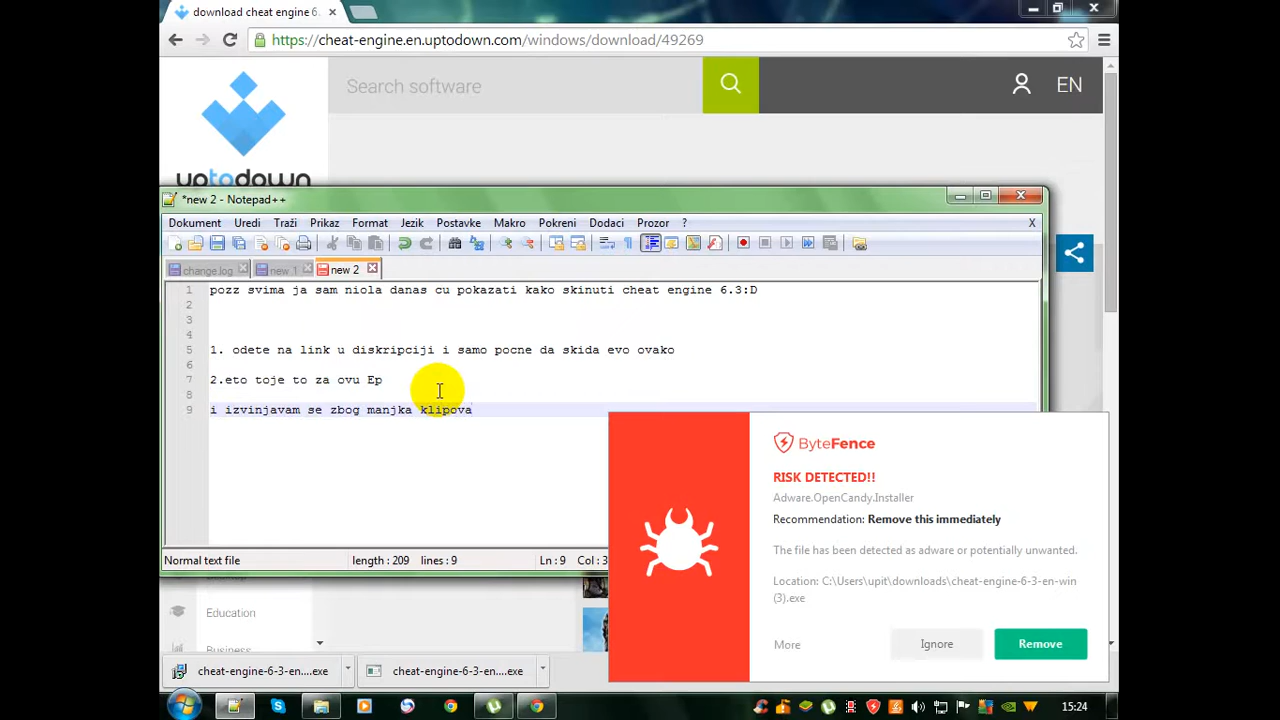 download cheat engine 6.
https://cheat-engine.en.uptodown.com/windows/download/49269
Search software
EN
uptodown
*new 2 - Notepad++
Dokument Uredi Traži Prikaz Format Jezik Postavke Makro Pokreni Dodaci Prozor ? X
change.log new 1 new 2
1 pozz svima ja sam niola danas cu pokazati kako skinuti cheat engine 6.3:D
2
3
4
5 1. odete na link u diskripciji i samo pocne da skida evo ovako
6
7 2.eto toje to za ovu Ep
8
9 i izvinjavam se zbog manjka klipova
ByteFence
RISK DETECTED!!
Adware.OpenCandy.Installer
Recommendation: Remove this immediately
The file has been detected as adware or potentially unwanted.
Location: C:\Users\upit\downloads\cheat-engine-6-3-en-win
(3).exe
More Ignore Remove
Normal text file length : 209 lines : 9 Ln : 9 Col : 3
Education
Business
cheat-engine-6-3-en....exe cheat-engine-6-3-en....exe
15:24